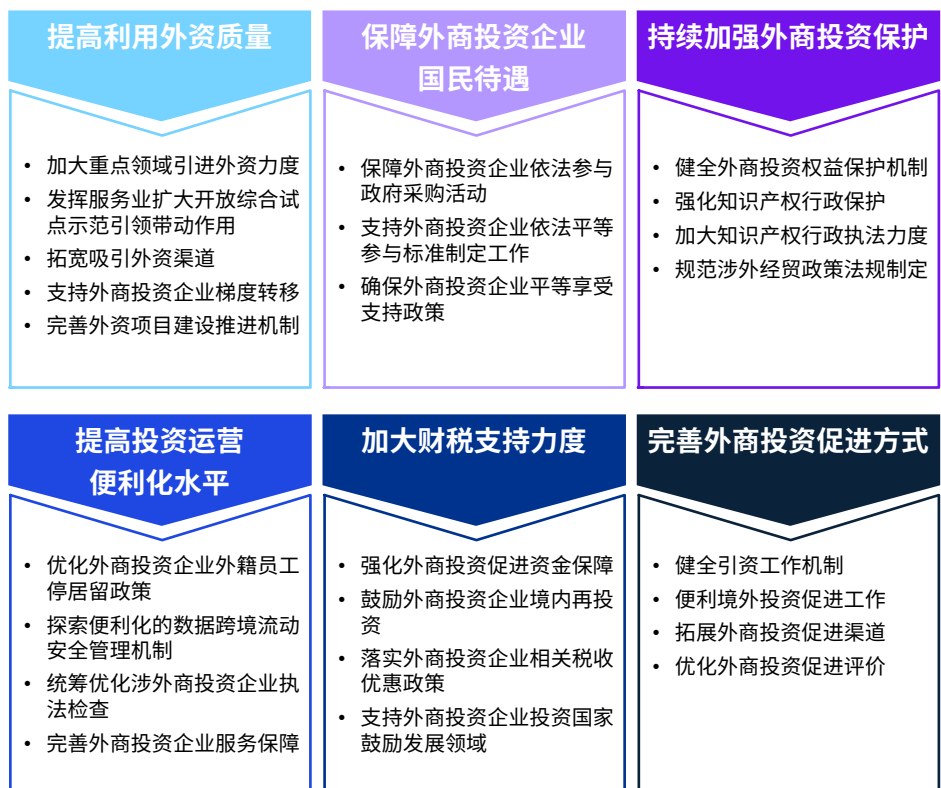 提高利用外资质量
• 加大重点领域引进外资力度
• 发挥服务业扩大开放综合试
点示范引领带动作用
• 拓宽吸引外资渠道
• 支持外商投资企业梯度转移
• 完善外资项目建设推进机制
保障外商投资企业
国民待遇
• 保障外商投资企业依法参与
政府采购活动
• 支持外商投资企业依法平等
参与标准制定工作
• 确保外商投资企业平等享受
支持政策
持续加强外商投资保护
• 健全外商投资权益保护机制
• 强化知识产权行政保护
• 加大知识产权行政执法力度
• 规范涉外经贸政策法规制定
提高投资运营
便利化水平
• 优化外商投资企业外籍员工
停居留政策
• 探索便利化的数据跨境流动
安全管理机制
• 统筹优化涉外商投资企业执
法检查
• 完善外商投资企业服务保障
加大财税支持力度
• 强化外商投资促进资金保障
• 鼓励外商投资企业境内再投
资
• 落实外商投资企业相关税收
优惠政策
• 支持外商投资企业投资国家
鼓励发展领域
完善外商投资促进方式
• 健全引资工作机制
• 便利境外投资促进工作
• 拓展外商投资促进渠道
• 优化外商投资促进评价